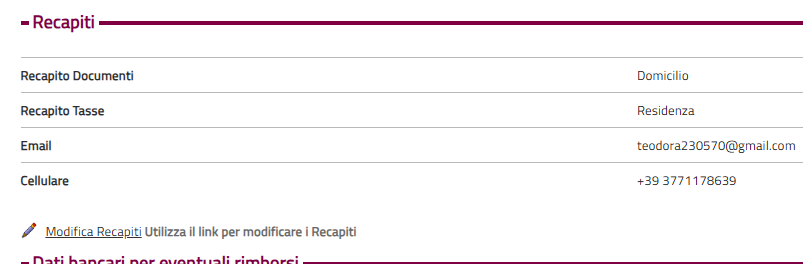 Recapiti
Recapito Documenti Domicilio
Recapito Tasse Residenza
Email teodora230570@gmail.com
Cellulare +39 3771178639
Modifica Recapiti Utilizza il link per modificare i Recapiti
Dati bancari per eventuali rimborsi